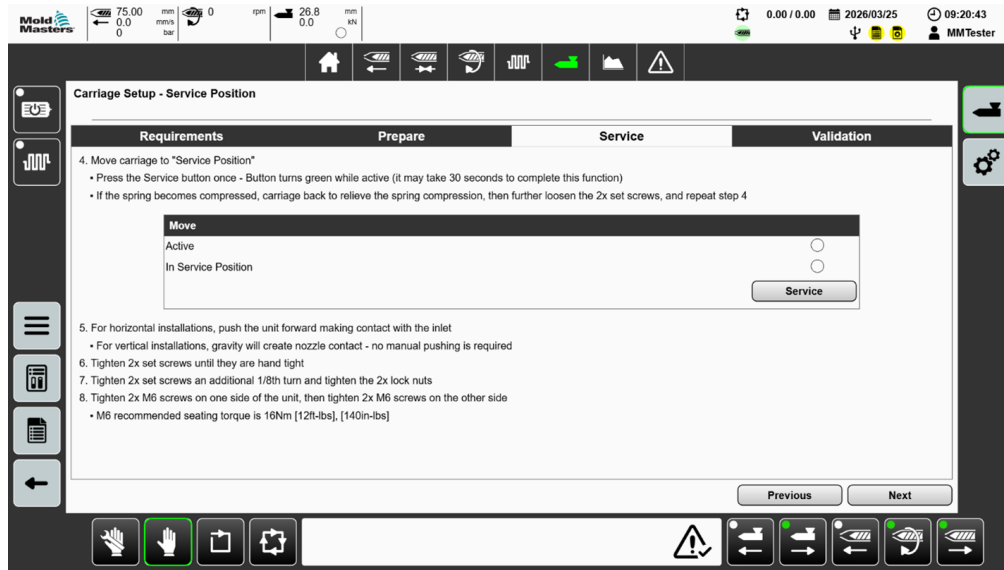 Mold
Masters
75.00 mm
0.0 mm/s
0 bar
0 rpm
26.8 mm
0.0 kN
0.00 / 0.00
2026/03/25
09:20:43
MMTester
Carriage Setup - Service Position
Requirements
Prepare
Service
Validation
4. Move carriage to "Service Position"
• Press the Service button once - Button turns green while active (it may take 30 seconds to complete this function)
• If the spring becomes compressed, carriage back to relieve the spring compression, then further loosen the 2x set screws, and repeat step 4
Move
Active
In Service Position
Service
5. For horizontal installations, push the unit forward making contact with the inlet
• For vertical installations, gravity will create nozzle contact - no manual pushing is required
6. Tighten 2x set screws until they are hand tight
7. Tighten 2x set screws an additional 1/8th turn and tighten the 2x lock nuts
8. Tighten 2x M6 screws on one side of the unit, then tighten 2x M6 screws on the other side
• M6 recommended seating torque is 16Nm [12ft-lbs], [140in-lbs]
Previous
Next